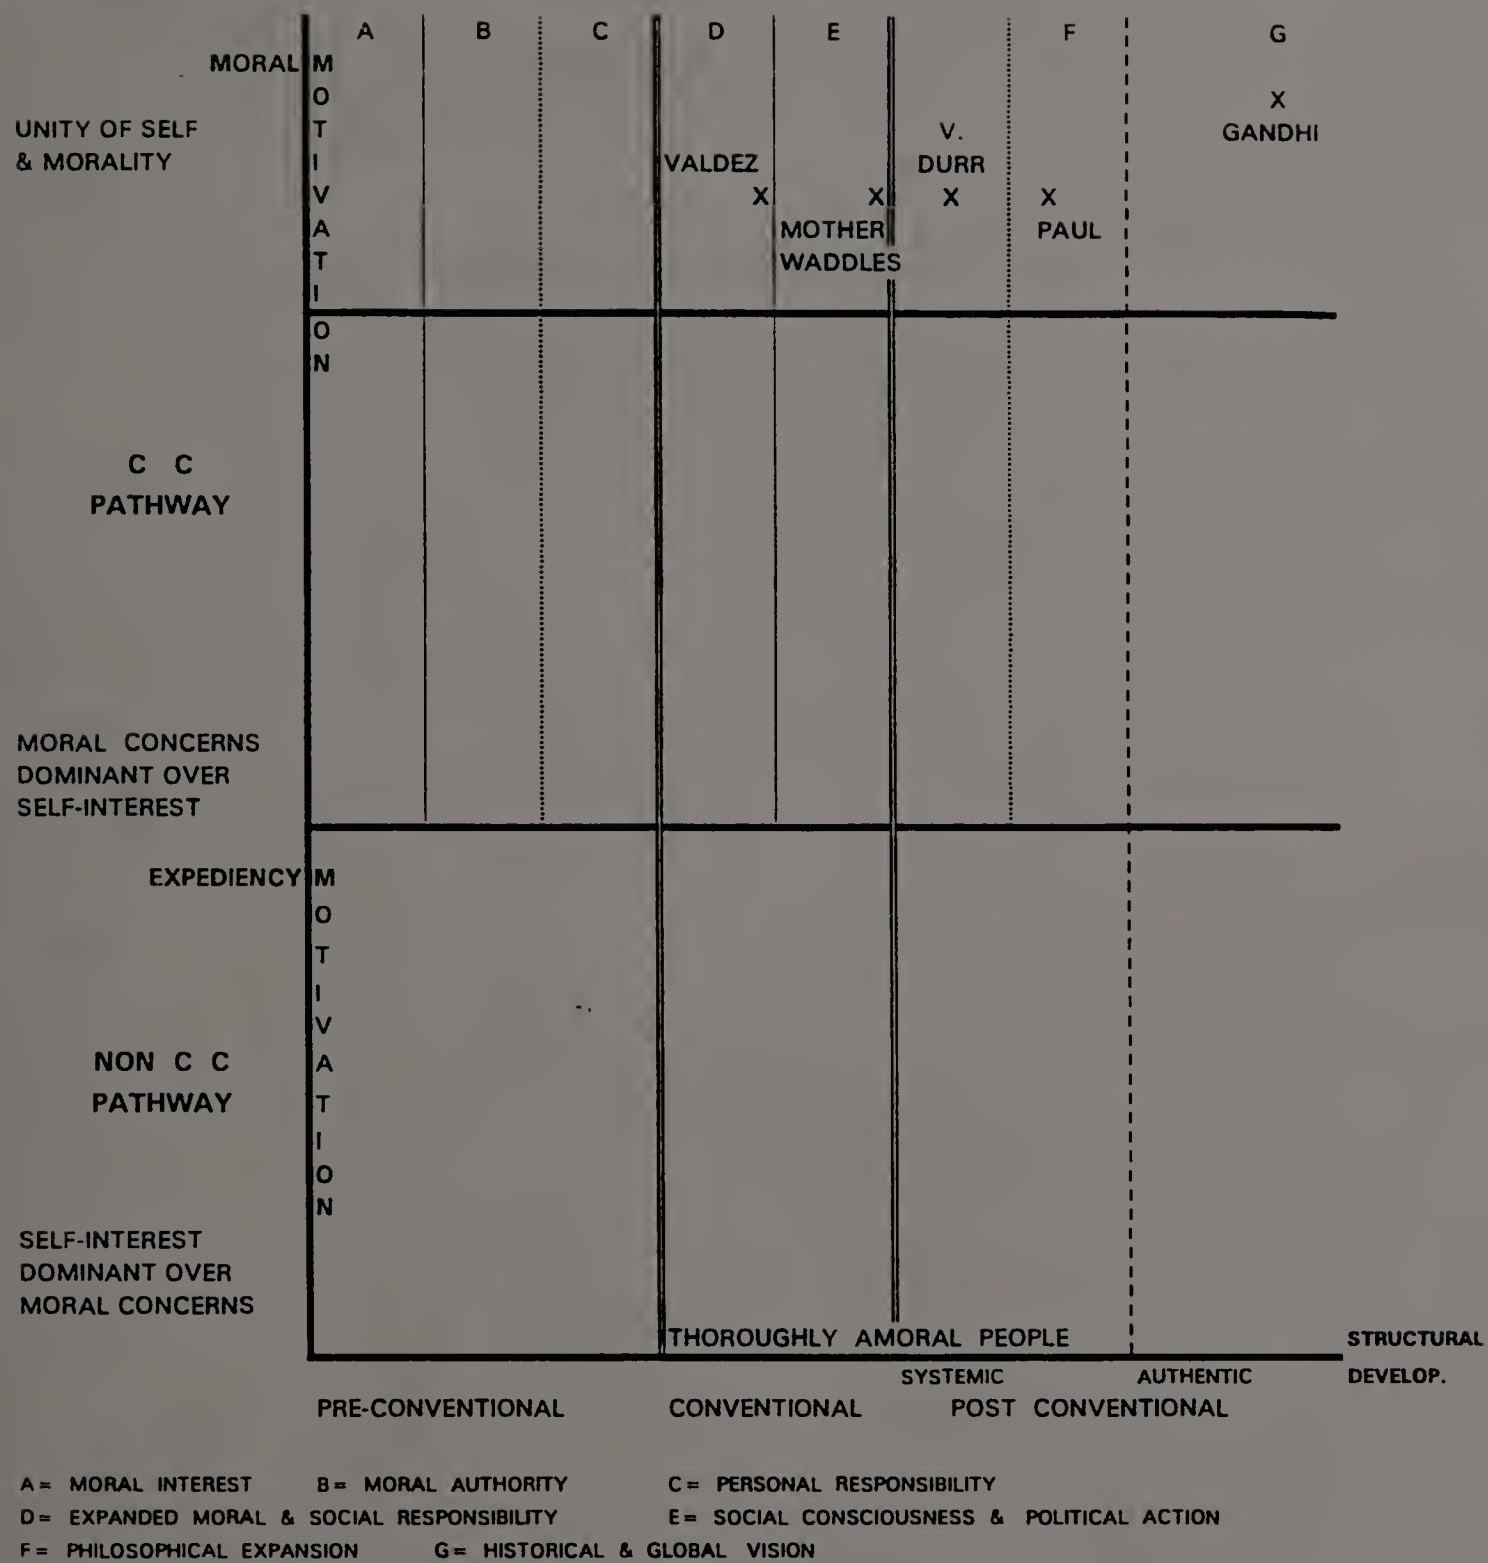 A B C D E F G
MORAL MOTIVATION
X
GANDHI
UNITY OF SELF
& MORALITY
V.
DURR
VALDEZ
X X X X
MOTHER
WADDLES
PAUL
C C
PATHWAY
MORAL CONCERNS
DOMINANT OVER
SELF-INTEREST
EXPEDIENCY MOTIVATION
NON C C
PATHWAY
SELF-INTEREST
DOMINANT OVER
MORAL CONCERNS
THOROUGHLY AMORAL PEOPLE
STRUCTURAL
DEVELOP.
SYSTEMIC AUTHENTIC
PRE-CONVENTIONAL CONVENTIONAL POST CONVENTIONAL
A= MORAL INTEREST B= MORAL AUTHORITY C= PERSONAL RESPONSIBILITY
D= EXPANDED MORAL & SOCIAL RESPONSIBILITY E= SOCIAL CONSCIOUSNESS & POLITICAL ACTION
F= PHILOSOPHICAL EXPANSION G= HISTORICAL & GLOBAL VISION